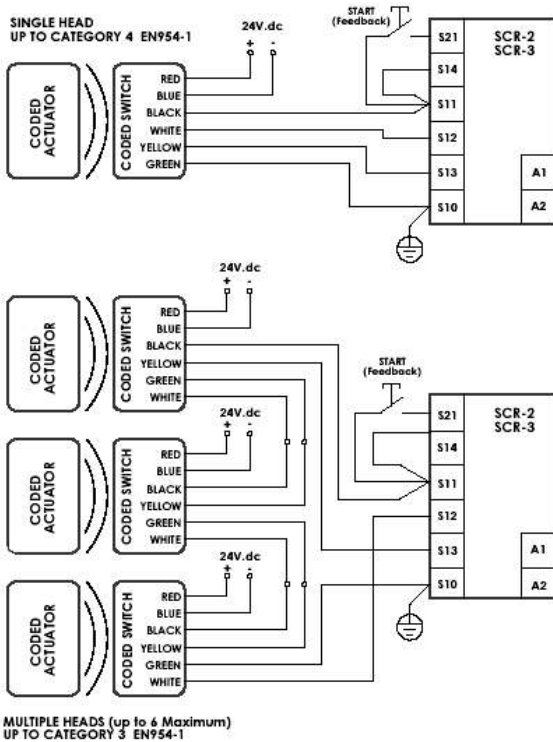 SINGLE HEAD
UP TO CATEGORY 4 EN954-1
24V.dc
+ -
START
(Feedback)
CODED
ACTUATOR
CODED SWITCH
RED
BLUE
BLACK
WHITE
YELLOW
GREEN
S21
S14
S11
S12
S13
S10
SCR-2
SCR-3
A1
A2
24V.dc
+ -
CODED
ACTUATOR
CODED SWITCH
RED
BLUE
BLACK
YELLOW
GREEN
WHITE
24V.dc
+ -
CODED
ACTUATOR
CODED SWITCH
RED
BLUE
BLACK
YELLOW
GREEN
WHITE
24V.dc
+ -
CODED
ACTUATOR
CODED SWITCH
RED
BLUE
BLACK
YELLOW
GREEN
WHITE
START
(Feedback)
S21
S14
S11
S12
S13
S10
SCR-2
SCR-3
A1
A2
MULTIPLE HEADS (up to 6 Maximum)
UP TO CATEGORY 3 EN954-1